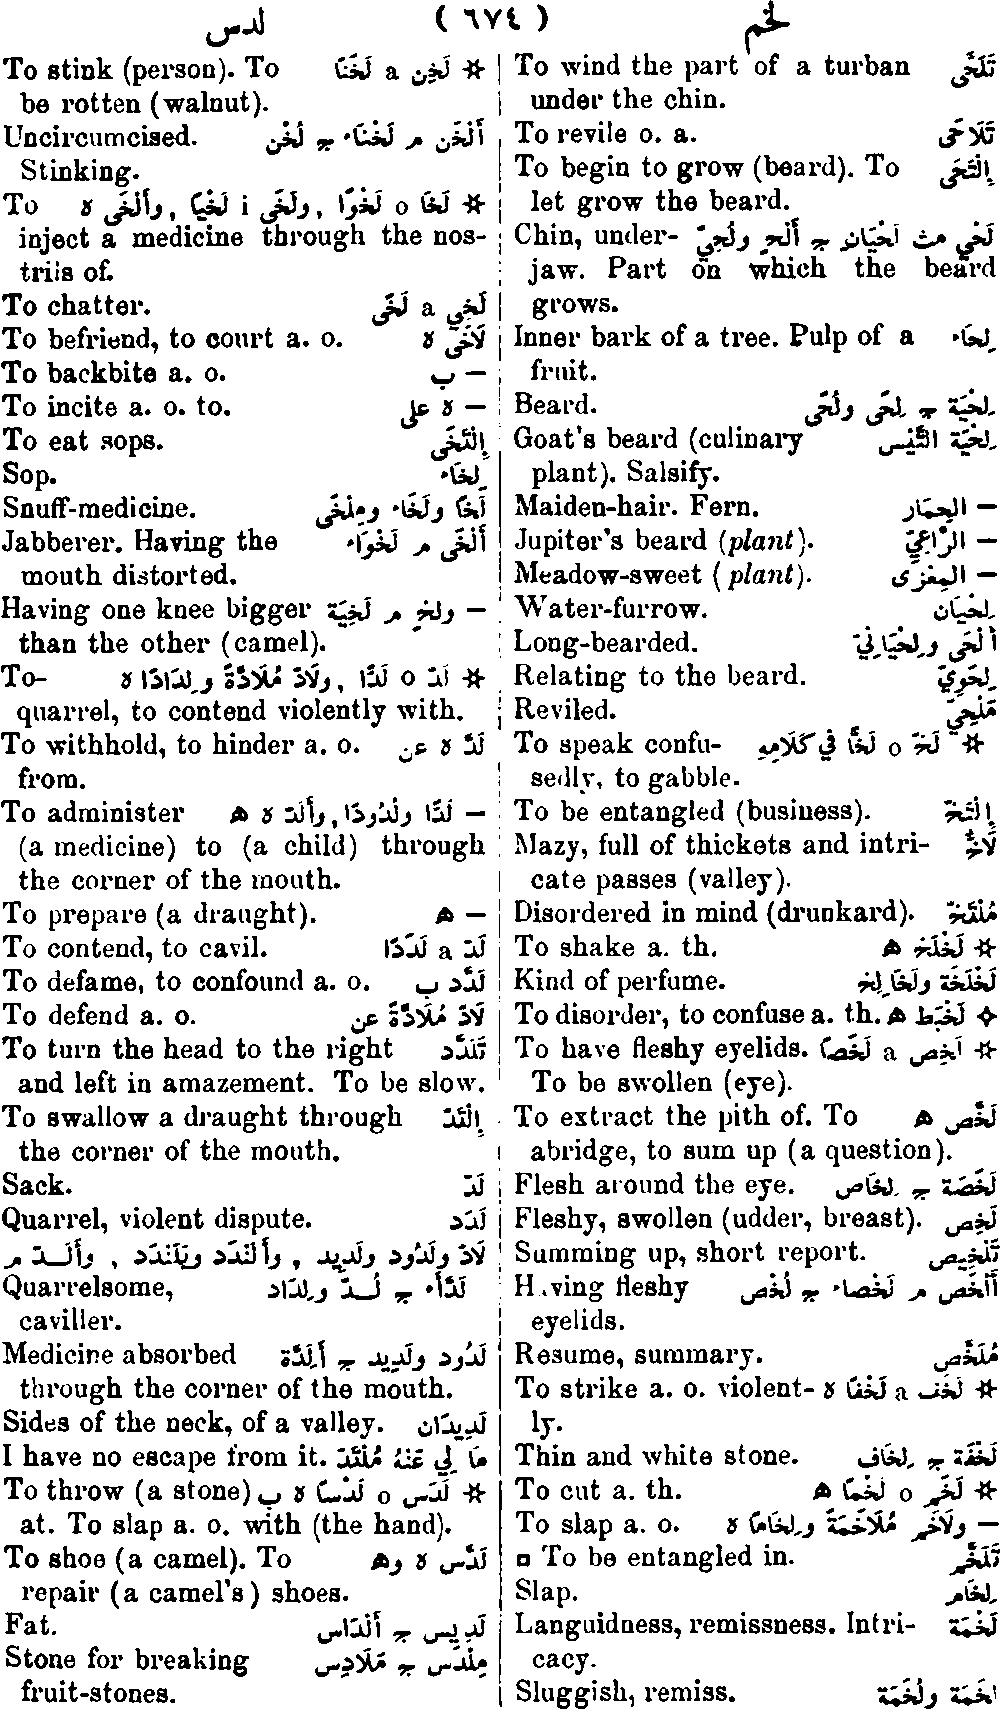 لدس ( ٦٧٤ ) لخم
To wind the part of a turban تَلَحَّى
under the chin.
To revile o. a. تَلَاحَى
To begin to grow (beard). To إِلْتَحَى
let grow the beard.
Chin, under- لَحْي مث لَحْيَان ج أَلْحٍ ولُحِيّ
jaw. Part on which the beard
grows.
Inner bark of a tree. Pulp of a لِحَاء
fruit.
Beard. لِحْيَة ج لِحًى ولُحًى
Goat's beard (culinary لِحْيَة التَّيْس
plant). Salsify.
Maiden-hair. Fern. — الحِمَار
Jupiter's beard (plant). — الرَّاعِيّ
Meadow-sweet (plant). — المِعْزَى
Water-furrow. لِحْيَان
Long-bearded. أَلْحَى ولِحْيَانِيّ
Relating to the beard. لِحَوِيّ
Reviled. مَلْحِيّ
To speak confu- ✲ لَخَّ o لَخًّا فِي كَلَامِهِ
sedly, to gabble.
To be entangled (business). إِلْتَخَّ
Mazy, full of thickets and intri- لَاخّ
cate passes (valley).
Disordered in mind (drunkard). مُلْتَخّ
To shake a. th. ✲ لَخْلَخَ ه
Kind of perfume. لَخْلَخَة ولَخَالِخ
To disorder, to confuse a. th. ✧ لَخْبَط ه
To have fleshy eyelids. ✲ لَخِص a لَخَصًا
To be swollen (eye).
To extract the pith of. To لَخَّص ه
abridge, to sum up (a question).
Flesh around the eye. لَخَصَة ج لِخَاص
Fleshy, swollen (udder, breast). لَخِص
Summing up, short report. تَلْخِيص
Having fleshy أَلْخَص م لَخْصَاء ج لُخْص
eyelids.
Resume, summary. مُلَخَّص
To strike a. o. violent- ✲ لَخَف a لَخْفًا ه
ly.
Thin and white stone. لَخْفَة ج لِخَاف
To cut a. th. ✲ لَخَم o لَخْمًا ه
To slap a. o. — ولَاخَم مُلَاخَمَةً ولِخَامًا ه
□ To be entangled in. تَلَخَّم
Slap. لِخَام
Languidness, remissness. Intri- لَخْمَة
cacy.
Sluggish, remiss. لَخَمَة ولُخَمَة
To stink (person). To ✲ لَخِن a لَخَنًا
be rotten (walnut).
Uncircumcised. أَلْخَن م لَخْنَاء ج لُخْن
Stinking.
To ✲ لَخَا o لَخْوًا, ولَخَى i لَخْيًا, وأَلْخَى ه
inject a medicine through the nos-
trils of.
To chatter. لَخِي a لَخًى
To befriend, to court a. o. لَاخَى ه
To backbite a. o. — ب
To incite a. o. to. — ه على
To eat sops. إِلْتَخَى
Sop. لِخَاء
Snuff-medicine. لَخًا ولَخَاء ومِلْخًى
Jabberer. Having the أَلْخَى م لَخْوَاء
mouth distorted.
Having one knee bigger — ولَخٍ م لَخِيَة
than the other (camel).
To- ✲ لَدّ o لَدًّا, ولَادّ مُلَادَّةً ولِدَادًا ه
quarrel, to contend violently with.
To withhold, to hinder a. o. لَدَّ ه عن
from.
To administer — لَدًّا ولُدُودًا, وأَلَدّ ه ه
(a medicine) to (a child) through
the corner of the mouth.
To prepare (a draught). — ه
To contend, to cavil. لَدّ a لَدَدًا
To defame, to confound a. o. لَدَّد ب
To defend a. o. لَادّ مُلَادَّةً عن
To turn the head to the right تَلَدَّد
and left in amazement. To be slow.
To swallow a draught through إِلْتَدّ
the corner of the mouth.
Sack. لَدّ
Quarrel, violent dispute. لَدَد
لَادّ ولَدُود ولَدِيد, وأَلَنْدَد ويَلَنْدَد, وأَلَدّ م
Quarrelsome, لَدَّاء ج لُدّ ولِدَاد
caviller.
Medicine absorbed لَدُود ولَدِيد ج أَلِدَّة
through the corner of the mouth.
Sides of the neck, of a valley. لَدِيدَان
I have no escape from it. مَا لِي عَنْهُ مُلْتَدّ
To throw (a stone) ✲ لَدَس o لَدْسًا ه ب
at. To slap a. o. with (the hand).
To shoe (a camel). To لَدَّس ه وه
repair (a camel's) shoes.
Fat. لَدِيس ج أَلْدَاس
Stone for breaking مِلْدَس ج مَلَادِس
fruit-stones.